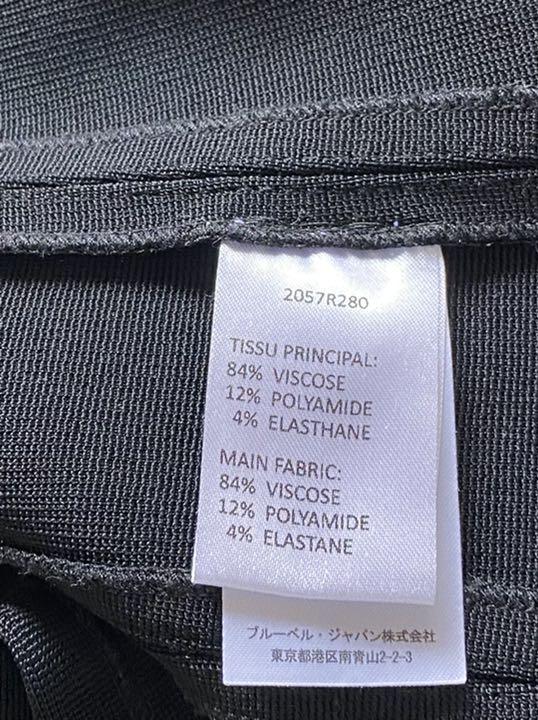 2057R280
TISSU PRINCIPAL:
84% VISCOSE
12% POLYAMIDE
4% ELASTHANE
MAIN FABRIC:
84% VISCOSE
12% POLYAMIDE
4% ELASTANE
ブルーベル・ジャパン株式会社
東京都港区南青山2-2-3